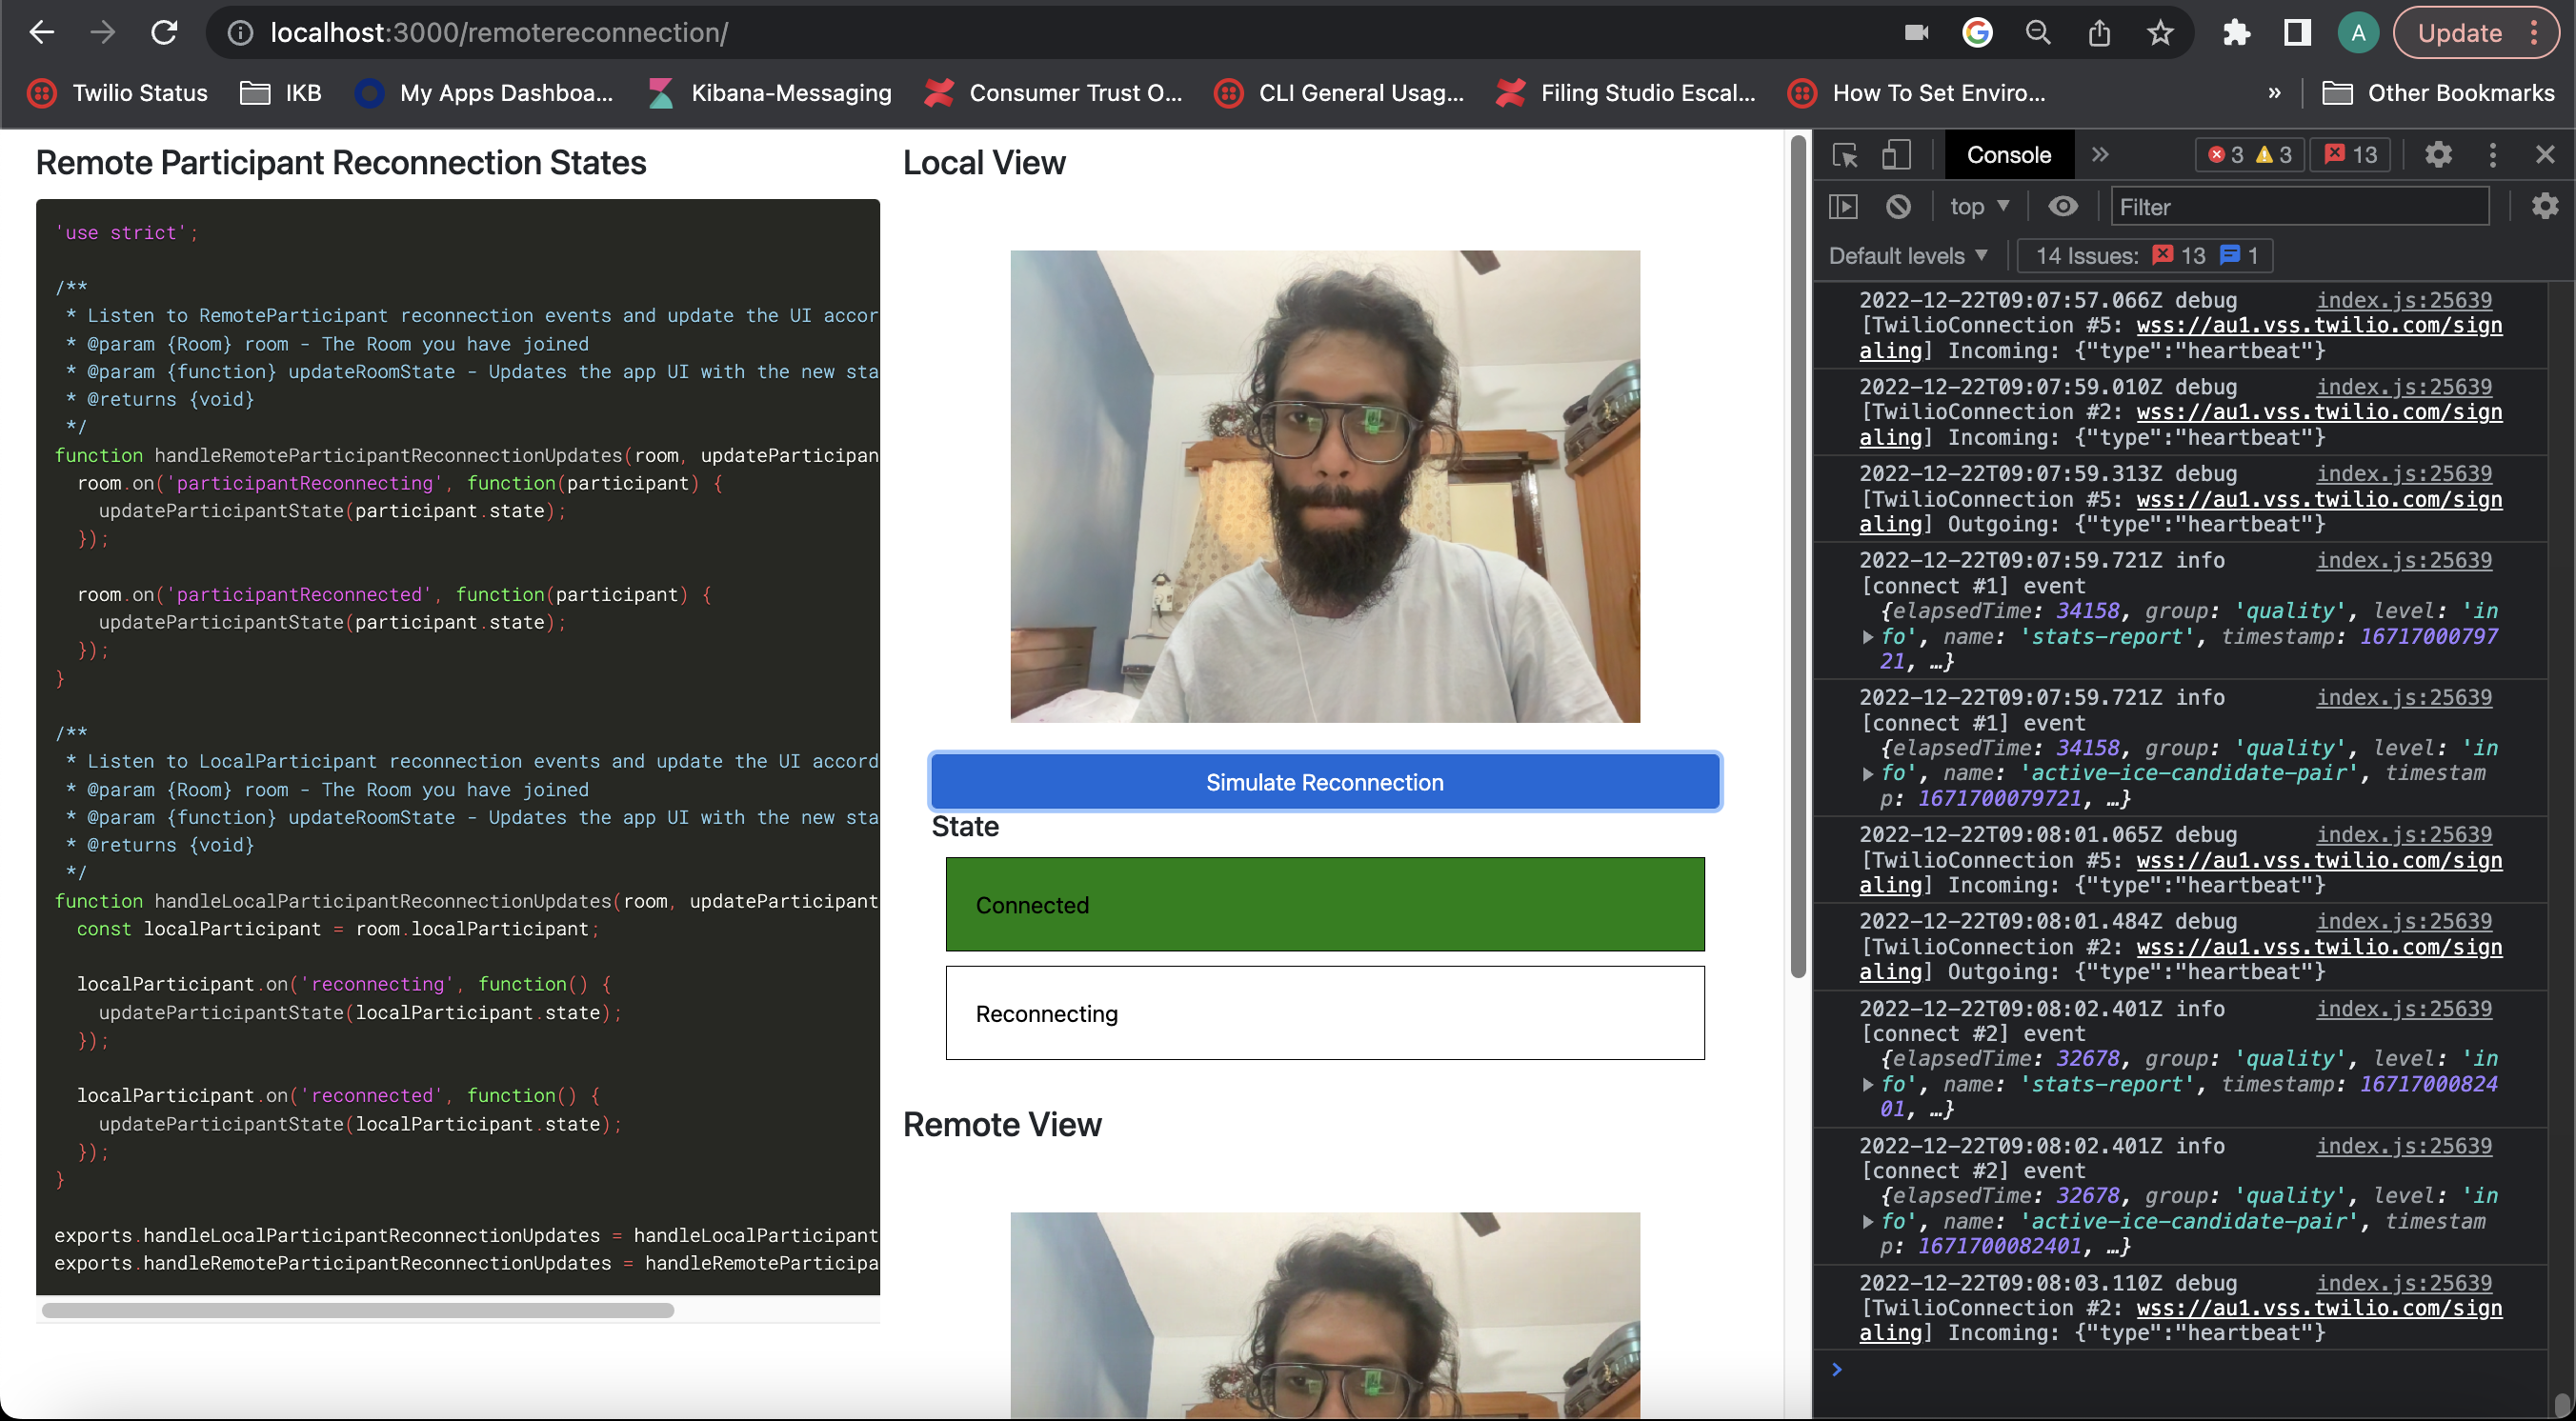 localhost:3000/remotereconnection/
A
Update
Twilio Status
IKB
My Apps Dashboa...
Kibana-Messaging
Consumer Trust O...
CLI General Usag...
Filing Studio Escal...
How To Set Enviro...
»
Other Bookmarks
Remote Participant Reconnection States
'use strict';
/**
* Listen to RemoteParticipant reconnection events and update the UI accor
* @param {Room} room - The Room you have joined
* @param {function} updateRoomState - Updates the app UI with the new sta
* @returns {void}
*/
function handleRemoteParticipantReconnectionUpdates(room, updateParticipan
room.on('participantReconnecting', function(participant) {
updateParticipantState(participant.state);
});
room.on('participantReconnected', function(participant) {
updateParticipantState(participant.state);
});
}
/**
* Listen to LocalParticipant reconnection events and update the UI accord
* @param {Room} room - The Room you have joined
* @param {function} updateRoomState - Updates the app UI with the new sta
* @returns {void}
*/
function handleLocalParticipantReconnectionUpdates(room, updateParticipant
const localParticipant = room.localParticipant;
localParticipant.on('reconnecting', function() {
updateParticipantState(localParticipant.state);
});
localParticipant.on('reconnected', function() {
updateParticipantState(localParticipant.state);
});
}
exports.handleLocalParticipantReconnectionUpdates = handleLocalParticipant
exports.handleRemoteParticipantReconnectionUpdates = handleRemoteParticipa
Local View
Simulate Reconnection
State
Connected
Reconnecting
Remote View
Console
»
3 3
13
top
Filter
Default levels
14 Issues: 13 1
2022-12-22T09:07:57.066Z debug index.js:25639
[TwilioConnection #5: wss://au1.vss.twilio.com/sign
aling] Incoming: {"type":"heartbeat"}
2022-12-22T09:07:59.010Z debug index.js:25639
[TwilioConnection #2: wss://au1.vss.twilio.com/sign
aling] Incoming: {"type":"heartbeat"}
2022-12-22T09:07:59.313Z debug index.js:25639
[TwilioConnection #5: wss://au1.vss.twilio.com/sign
aling] Outgoing: {"type":"heartbeat"}
2022-12-22T09:07:59.721Z info index.js:25639
[connect #1] event
{elapsedTime: 34158, group: 'quality', level: 'in
fo', name: 'stats-report', timestamp: 16717000797
21, …}
2022-12-22T09:07:59.721Z info index.js:25639
[connect #1] event
{elapsedTime: 34158, group: 'quality', level: 'in
fo', name: 'active-ice-candidate-pair', timestam
p: 1671700079721, …}
2022-12-22T09:08:01.065Z debug index.js:25639
[TwilioConnection #5: wss://au1.vss.twilio.com/sign
aling] Incoming: {"type":"heartbeat"}
2022-12-22T09:08:01.484Z debug index.js:25639
[TwilioConnection #2: wss://au1.vss.twilio.com/sign
aling] Outgoing: {"type":"heartbeat"}
2022-12-22T09:08:02.401Z info index.js:25639
[connect #2] event
{elapsedTime: 32678, group: 'quality', level: 'in
fo', name: 'stats-report', timestamp: 16717000824
01, …}
2022-12-22T09:08:02.401Z info index.js:25639
[connect #2] event
{elapsedTime: 32678, group: 'quality', level: 'in
fo', name: 'active-ice-candidate-pair', timestam
p: 1671700082401, …}
2022-12-22T09:08:03.110Z debug index.js:25639
[TwilioConnection #2: wss://au1.vss.twilio.com/sign
aling] Incoming: {"type":"heartbeat"}